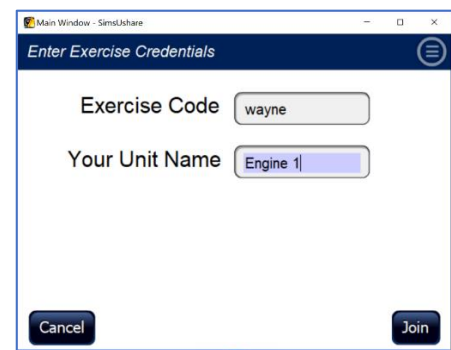 Main Window - SimsUshare
Enter Exercise Credentials
Exercise Code wayne
Your Unit Name Engine 1
Cancel Join